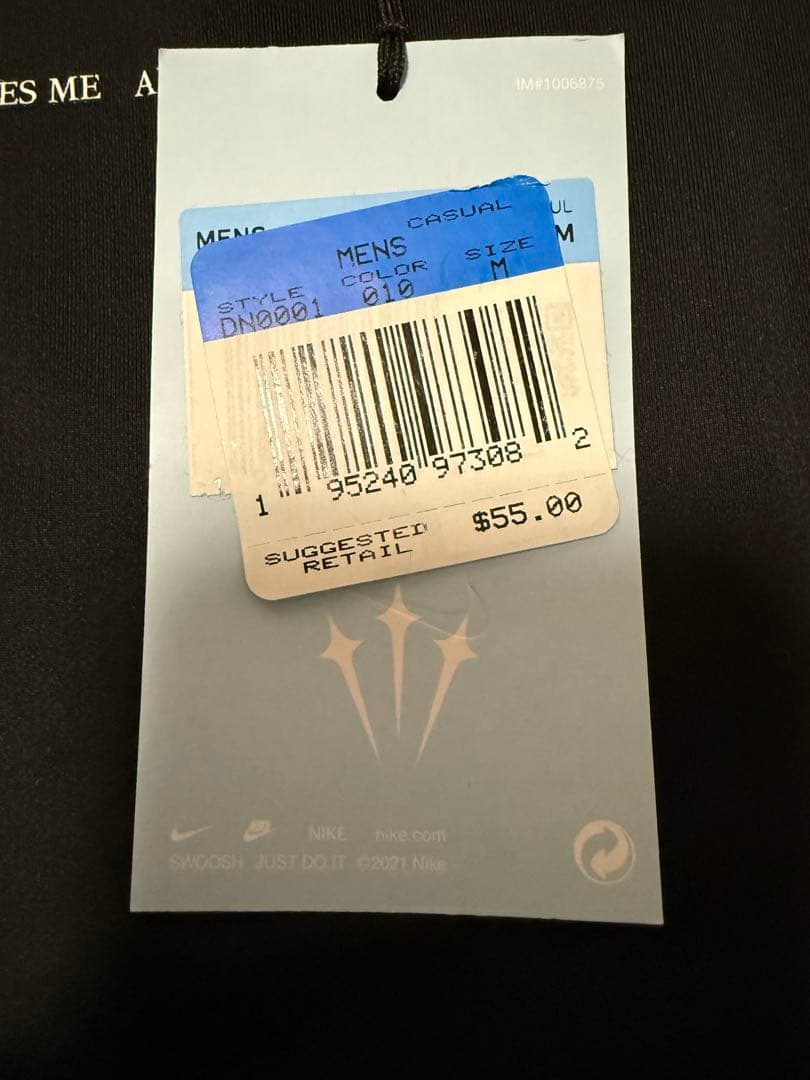 ES ME A
IM#1006876
MENS UL
M
CASUAL
MENS
STYLE COLOR SIZE
DN0001 010 M
1 95240 97308 2
SUGGESTED RETAIL $55.00
NIKE nike.com
SWOOSH JUST DO IT ©2021 Nike